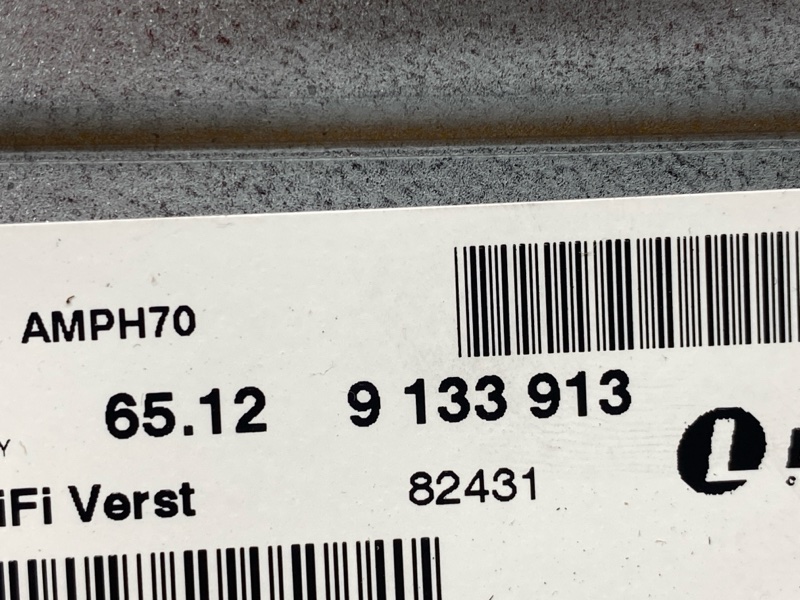 AMPH70
65.12 9 133 913
Y
iFi Verst 82431
L